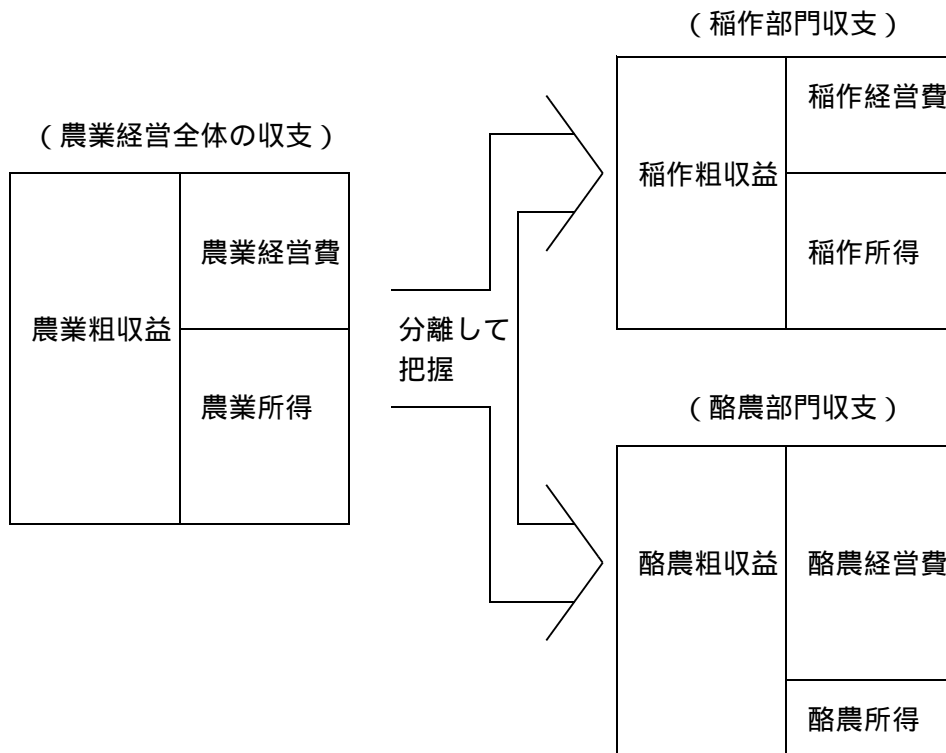 （農業経営全体の収支）
農業粗収益
農業経営費
農業所得
分離して
把握
（稲作部門収支）
稲作粗収益
稲作経営費
稲作所得
（酪農部門収支）
酪農粗収益
酪農経営費
酪農所得